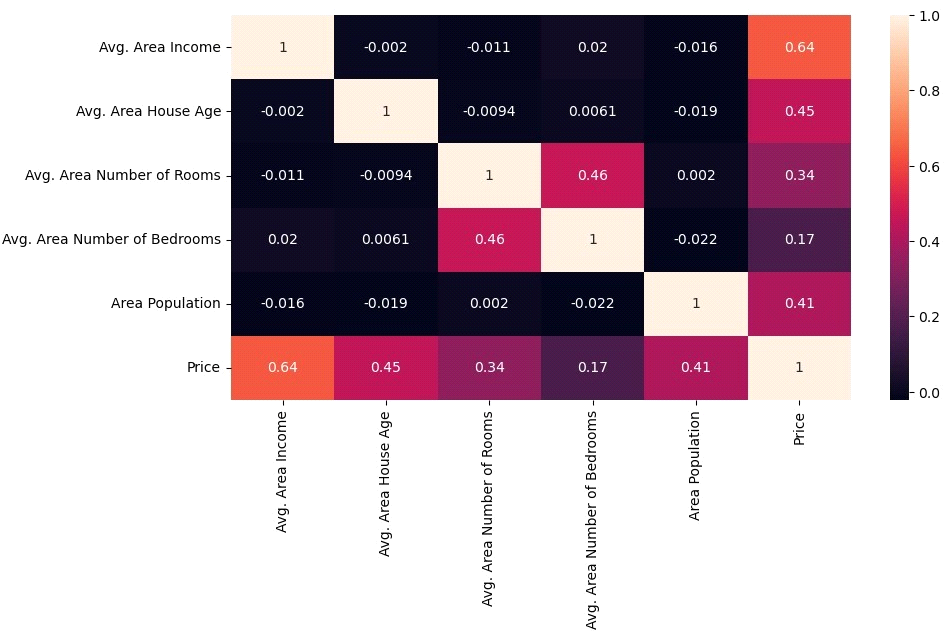 Avg. Area Income 1 -0.002 -0.011 0.02 -0.016 0.64
Avg. Area House Age -0.002 1 -0.0094 0.0061 -0.019 0.45
Avg. Area Number of Rooms -0.011 -0.0094 1 0.46 0.002 0.34
Avg. Area Number of Bedrooms 0.02 0.0061 0.46 1 -0.022 0.17
Area Population -0.016 -0.019 0.002 -0.022 1 0.41
Price 0.64 0.45 0.34 0.17 0.41 1
Avg. Area Income
Avg. Area House Age
Avg. Area Number of Rooms
Avg. Area Number of Bedrooms
Area Population
Price
1.0
0.8
0.6
0.4
0.2
0.0